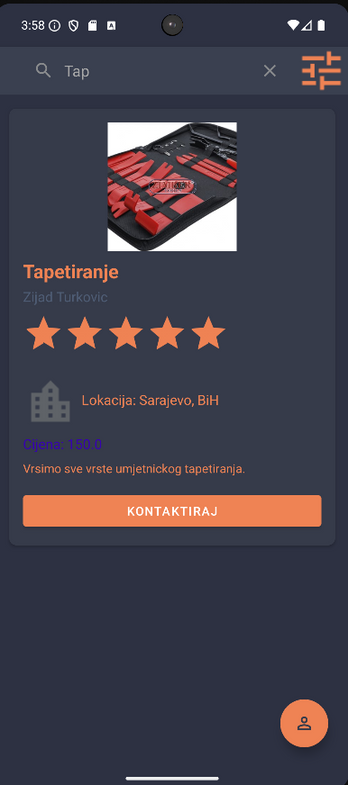 3:58
Tap
Tapetiranje
Zijad Turkovic
Lokacija: Sarajevo, BiH
Cijena: 150.0
Vrsimo sve vrste umjetnickog tapetiranja.
KONTAKTIRAJ